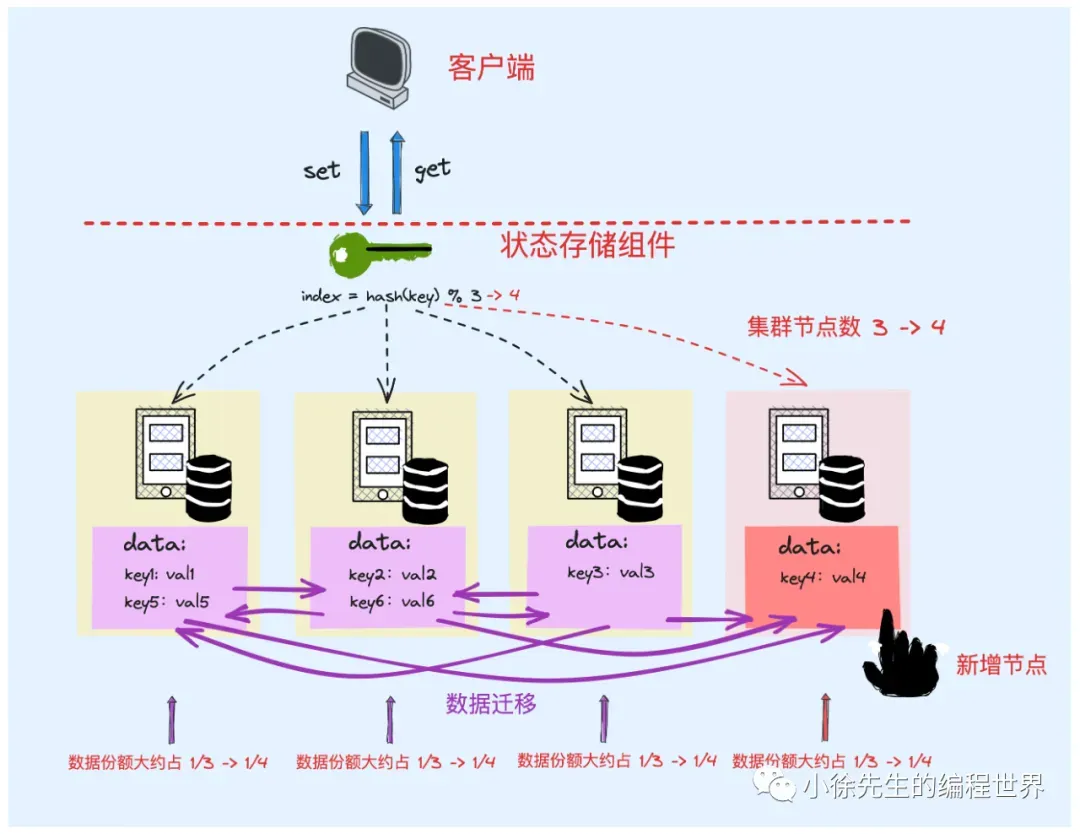 客户端
set
get
状态存储组件
index = hash(key) % 3 -> 4
集群节点数 3 -> 4
data:
key1: val1
key5: val5
data:
key2: val2
key6: val6
data:
key3: val3
data:
key4: val4
新增节点
数据迁移
数据份额大约占 1/3 -> 1/4
数据份额大约占 1/3 -> 1/4
数据份额大约占 1/3 -> 1/4
数据份额大约占 1/3 -> 1/4
小徐先生的编程世界